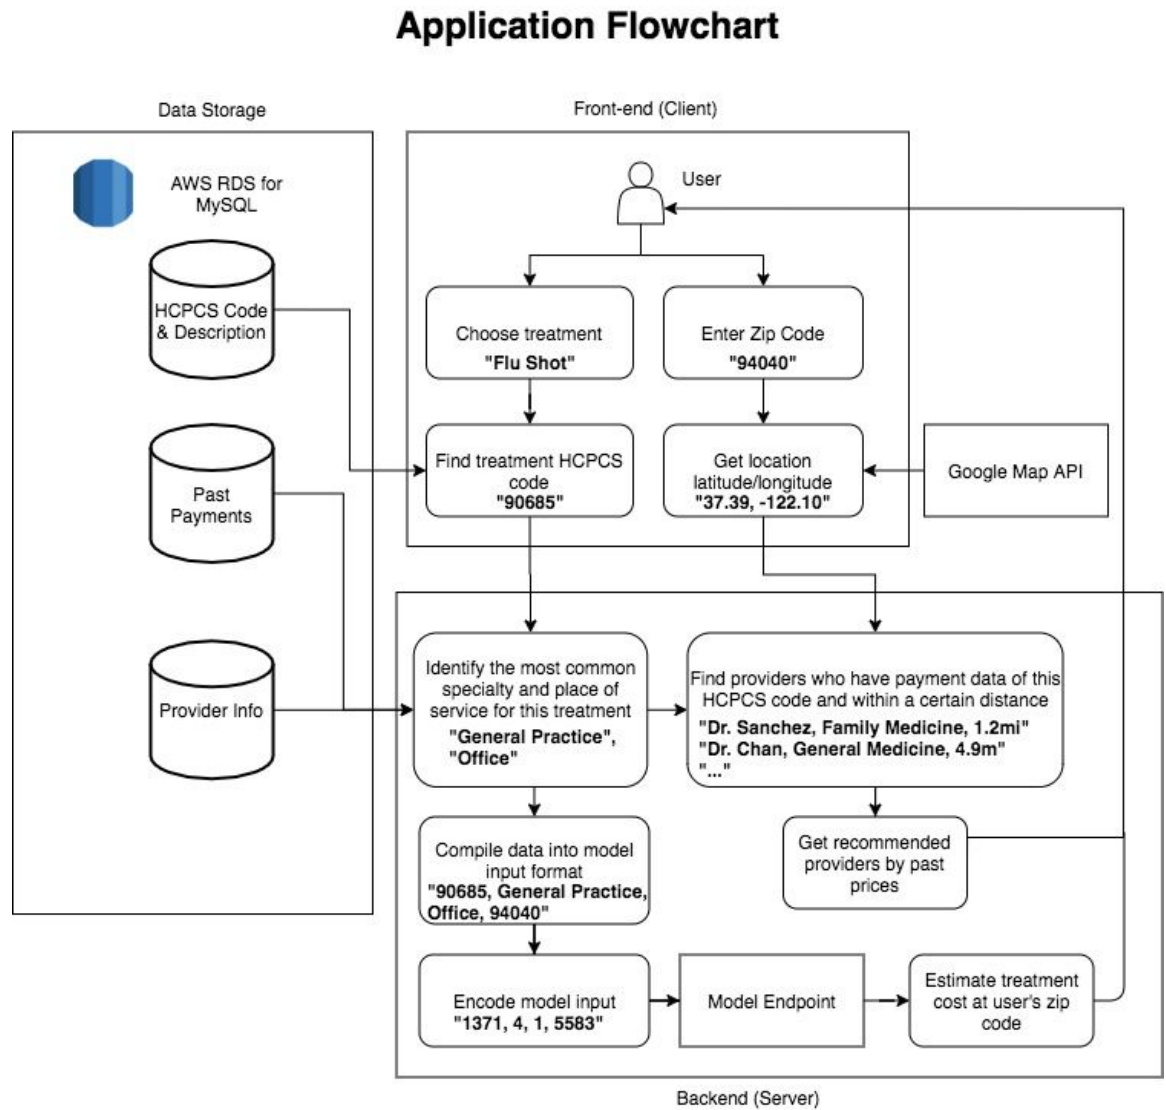 Application Flowchart
Data Storage
AWS RDS for
MySQL
HCPCS Code
& Description
Past
Payments
Provider Info
Front-end (Client)
User
Choose treatment
"Flu Shot"
Enter Zip Code
"94040"
Find treatment HCPCS
code
"90685"
Get location
latitude/longitude
"37.39, -122.10"
Google Map API
Identify the most common
specialty and place of
service for this treatment
"General Practice",
"Office"
Find providers who have payment data of this
HCPCS code and within a certain distance
"Dr. Sanchez, Family Medicine, 1.2mi"
"Dr. Chan, General Medicine, 4.9m"
"..."
Compile data into model
input format
"90685, General Practice,
Office, 94040"
Get recommended
providers by past
prices
Encode model input
"1371, 4, 1, 5583"
Model Endpoint
Estimate treatment
cost at user's zip
code
Backend (Server)